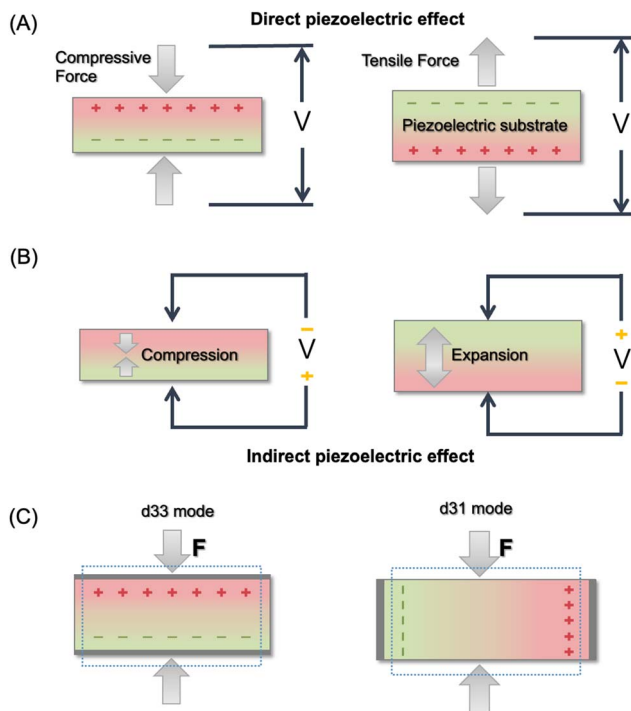 (A)
Direct piezoelectric effect
Compressive
Force
+ + + + + + +
− − − − − − −
V
Tensile Force
− − − − − − −
Piezoelectric substrate
+ + + + + + +
V
(B)
Compression
−
V
+
Expansion
+
V
−
Indirect piezoelectric effect
(C)
d33 mode
F
+ + + + + + +
− − − − − − −
d31 mode
F
− +
− +
− +
− +
− +